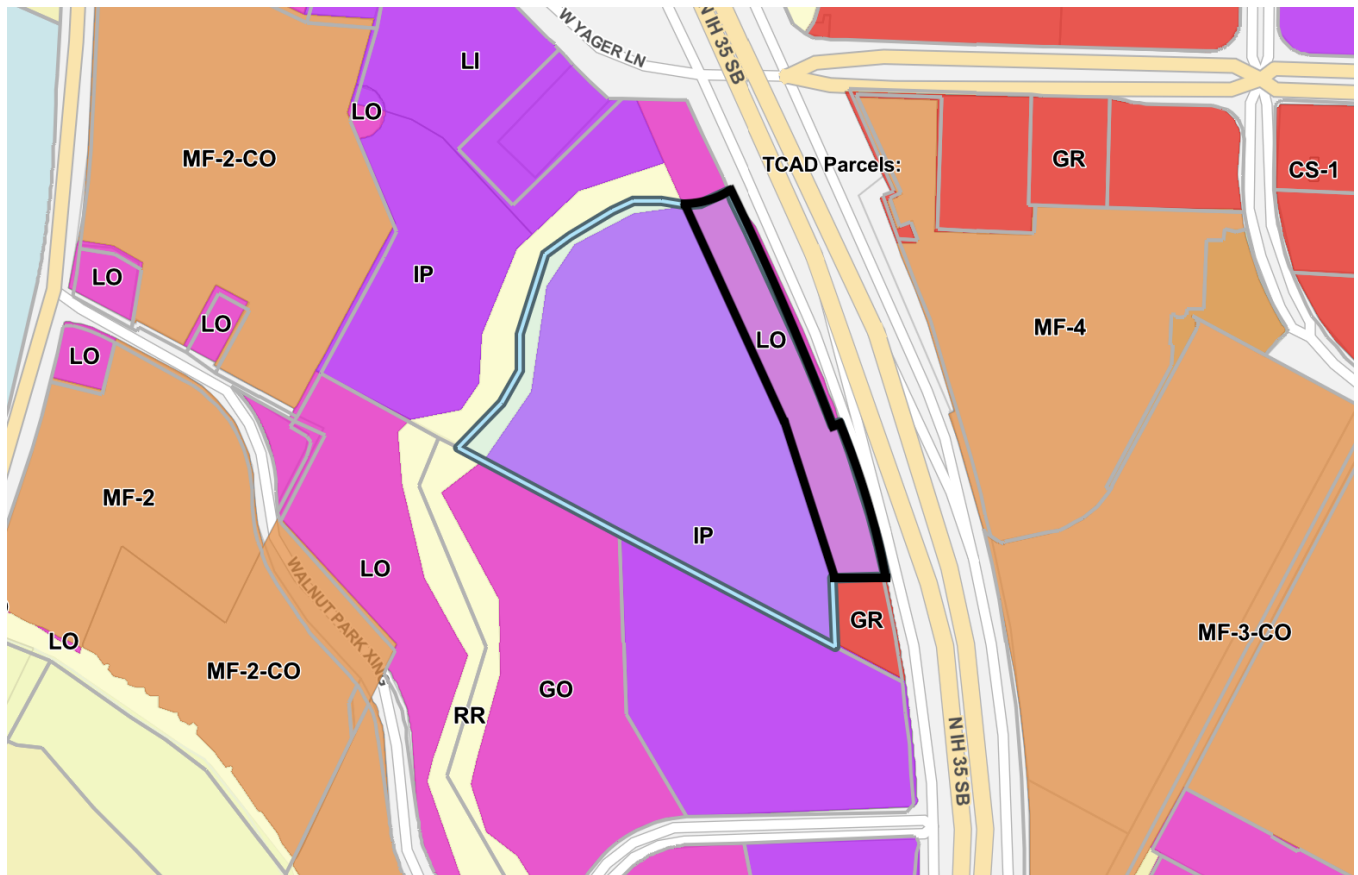 W YAGER LN
N IH 35 SB
LI
LO
MF-2-CO
TCAD Parcels:
GR
CS-1
LO
IP
LO
MF-4
LO
LO
MF-2
IP
LO
WALNUT PARK XING
GR
MF-3-CO
LO
MF-2-CO
GO
RR
N IH 35 SB